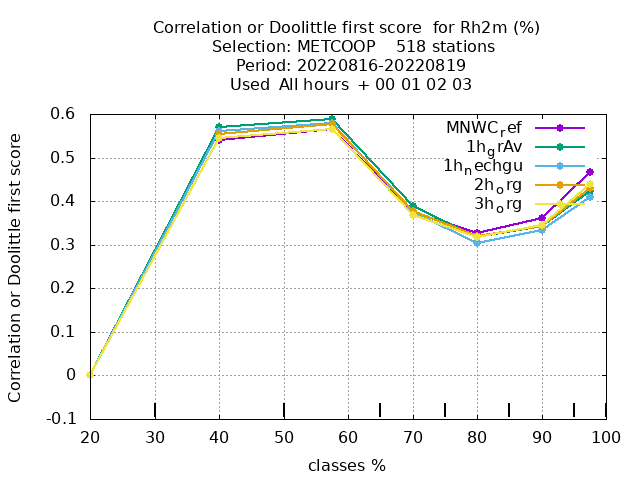 Correlation or Doolittle first score  for Rh2m (%)
Selection: METCOOP    518 stations
Period: 20220816-20220819
Used  All hours  + 00 01 02 03
Correlation or Doolittle first score
0.6
0.5
0.4
0.3
0.2
0.1
0
-0.1
MNWC_ref
1h_grAv
1h_nechgu
2h_org
3h_org
20 30 40 50 60 70 80 90 100
classes %